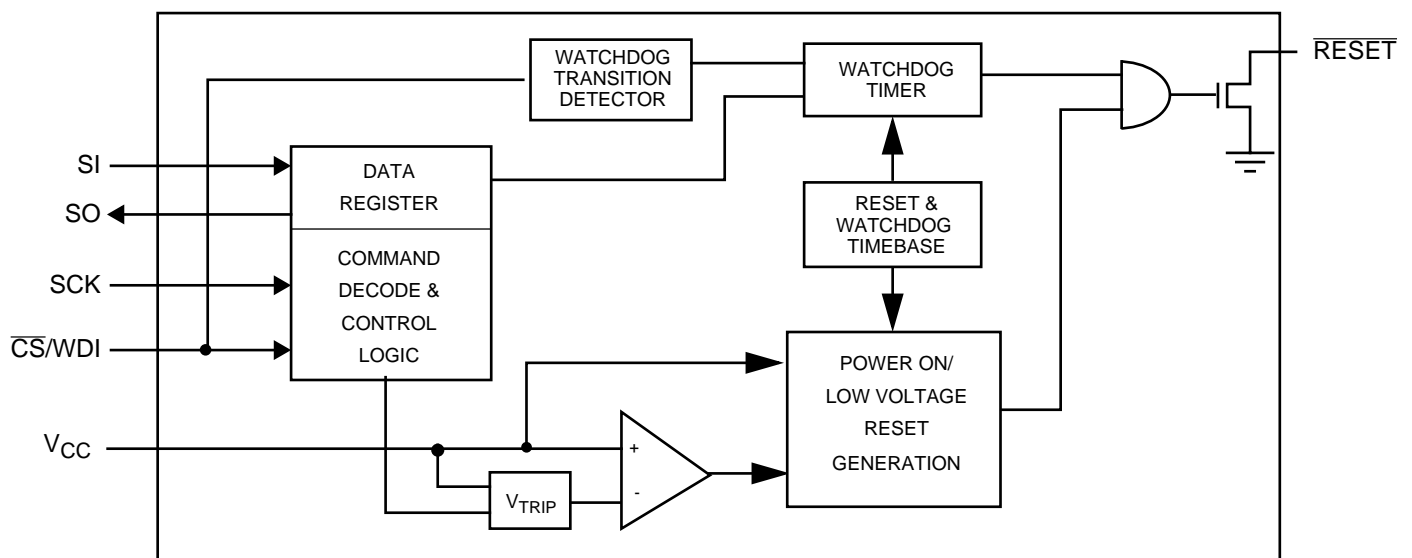 RESET
WATCHDOG
TRANSITION
DETECTOR
WATCHDOG
TIMER
SI
SO
SCK
CS/WDI
VCC
DATA
REGISTER
COMMAND
DECODE &
CONTROL
LOGIC
RESET &
WATCHDOG
TIMEBASE
POWER ON/
LOW VOLTAGE
RESET
GENERATION
+
-
VTRIP